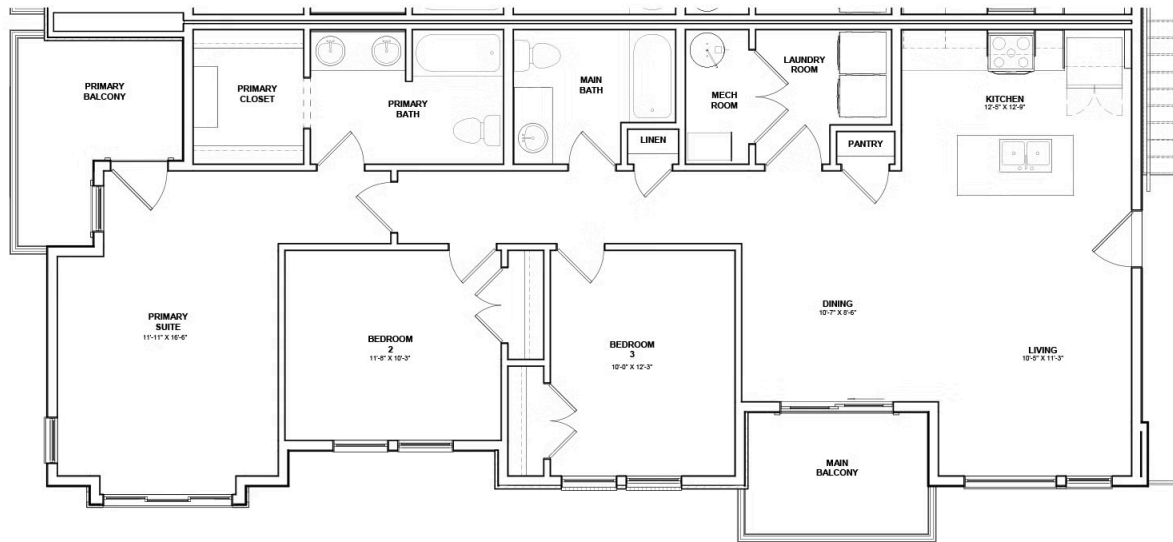 PRIMARY
BALCONY
PRIMARY
CLOSET
PRIMARY
BATH
MAIN
BATH
LINEN
MECH
ROOM
LAUNDRY
ROOM
PANTRY
KITCHEN
12'-5" X 12'-9"
PRIMARY
SUITE
11'-11" X 16'-6"
BEDROOM
2
11'-8" X 10'-3"
BEDROOM
3
10'-0" X 12'-3"
DINING
10'-7" X 8'-6"
LIVING
10'-5" X 11'-3"
MAIN
BALCONY